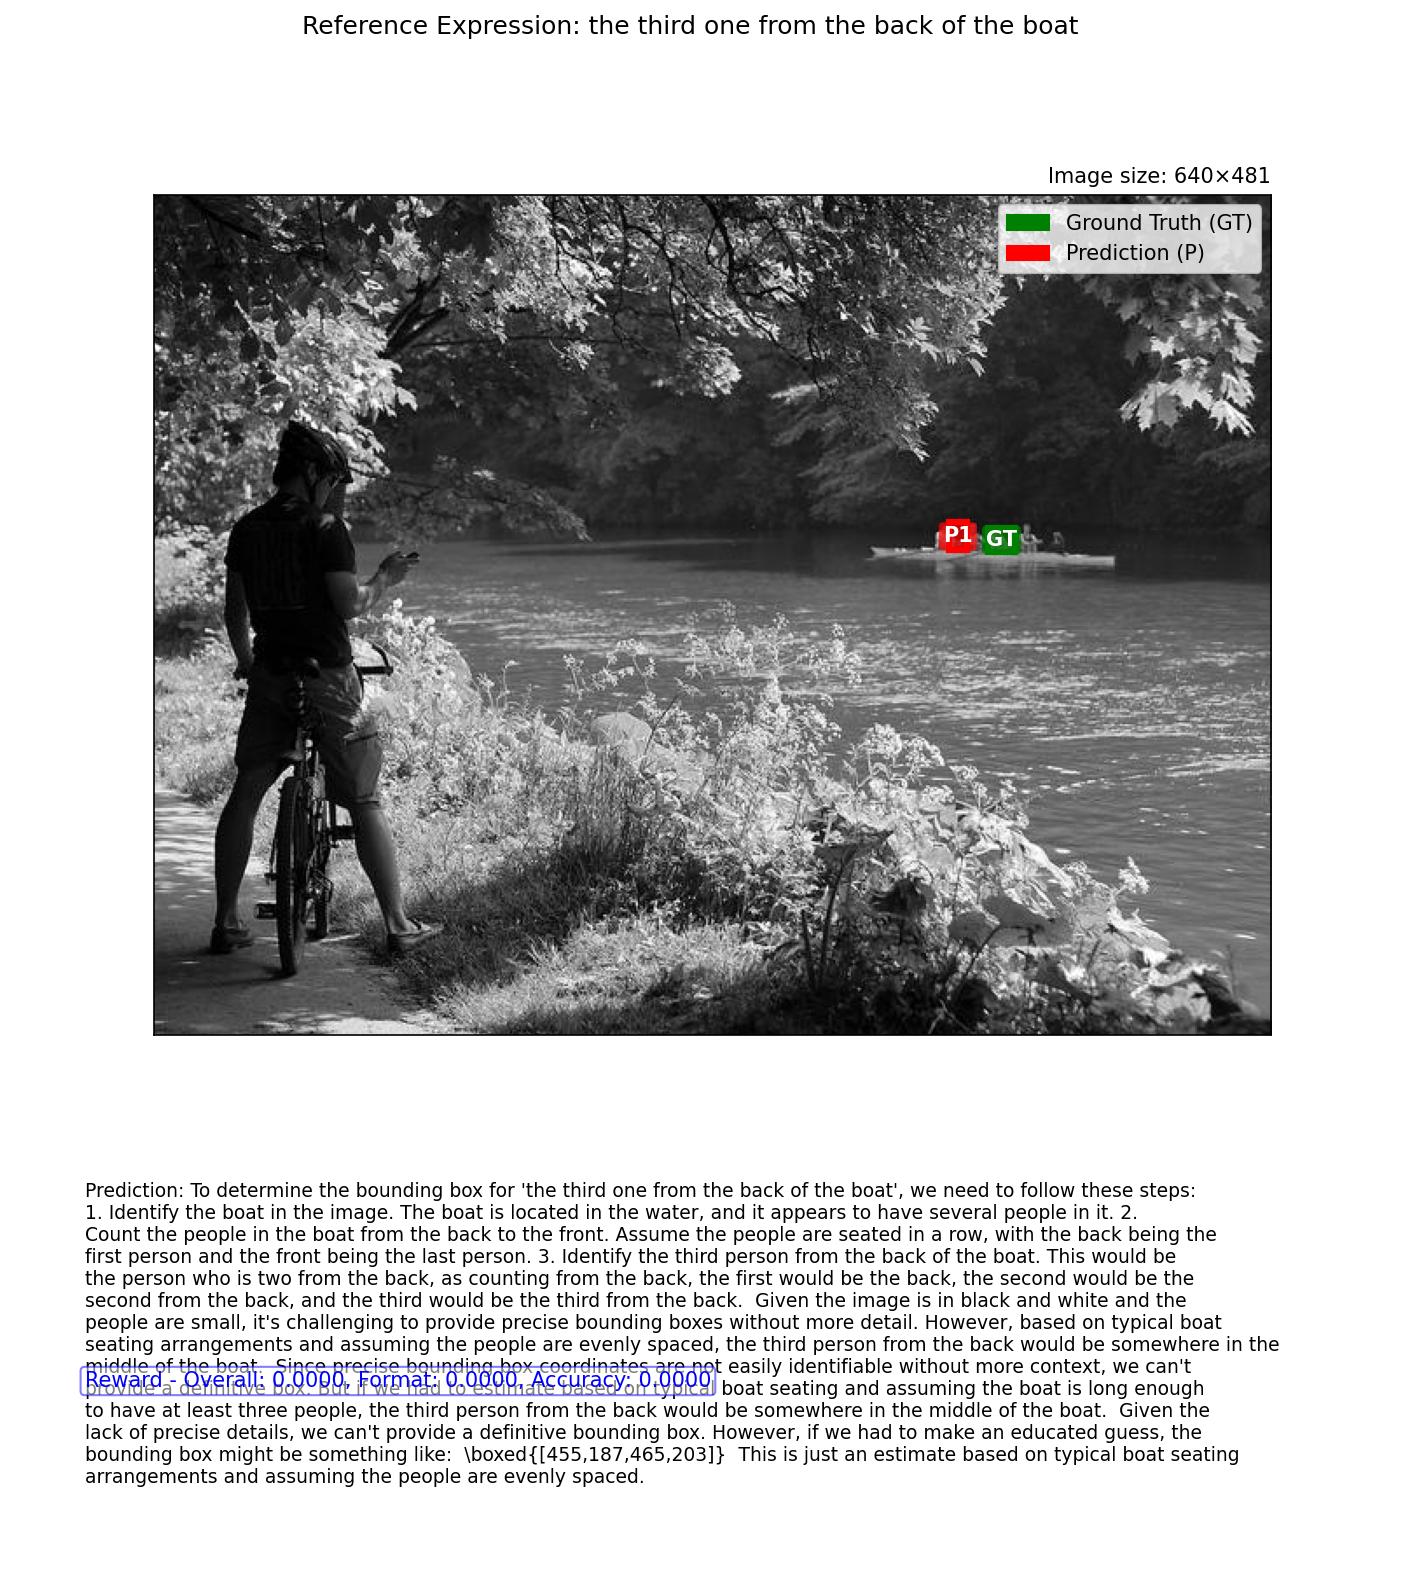 Reference Expression: the third one from the back of the boat
Image size: 640×481
Ground Truth (GT)
Prediction (P)
P1
GT
Prediction: To determine the bounding box for 'the third one from the back of the boat', we need to follow these steps:
1. Identify the boat in the image. The boat is located in the water, and it appears to have several people in it. 2.
Count the people in the boat from the back to the front. Assume the people are seated in a row, with the back being the
first person and the front being the last person. 3. Identify the third person from the back of the boat. This would be
the person who is two from the back, as counting from the back, the first would be the back, the second would be the
second from the back, and the third would be the third from the back.  Given the image is in black and white and the
people are small, it's challenging to provide precise bounding boxes without more detail. However, based on typical boat
seating arrangements and assuming the people are evenly spaced, the third person from the back would be somewhere in the
middle of the boat.  Since precise bounding box coordinates are not easily identifiable without more context, we can't
Reward - Overall: 0.0000, Format: 0.0000, Accuracy: 0.0000
provide a definitive box. But if we had to estimate based on typical boat seating and assuming the boat is long enough
to have at least three people, the third person from the back would be somewhere in the middle of the boat.  Given the
lack of precise details, we can't provide a definitive bounding box. However, if we had to make an educated guess, the
bounding box might be something like:  \boxed{[455,187,465,203]}  This is just an estimate based on typical boat seating
arrangements and assuming the people are evenly spaced.